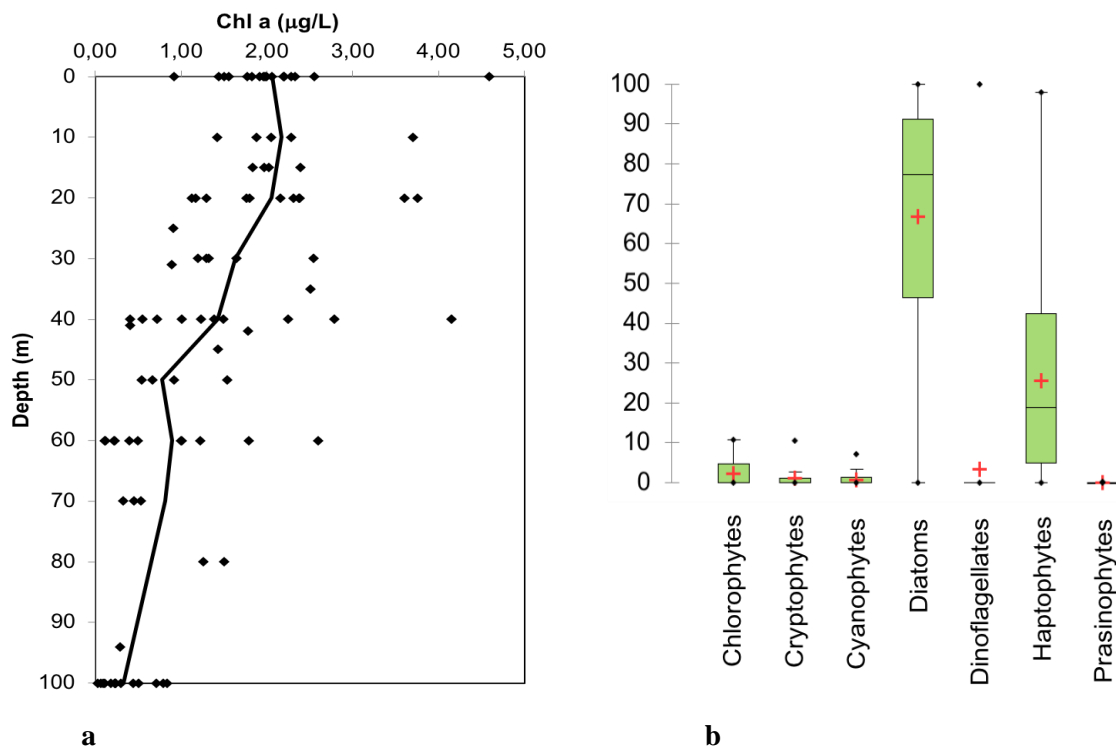 Chl a (µg/L)
0,00 1,00 2,00 3,00 4,00 5,00
Depth (m)
0
10
20
30
40
50
60
70
80
90
100
a
100
90
80
70
60
50
40
30
20
10
0
Chlorophytes
Cryptophytes
Cyanophytes
Diatoms
Dinoflagellates
Haptophytes
Prasinophytes
b